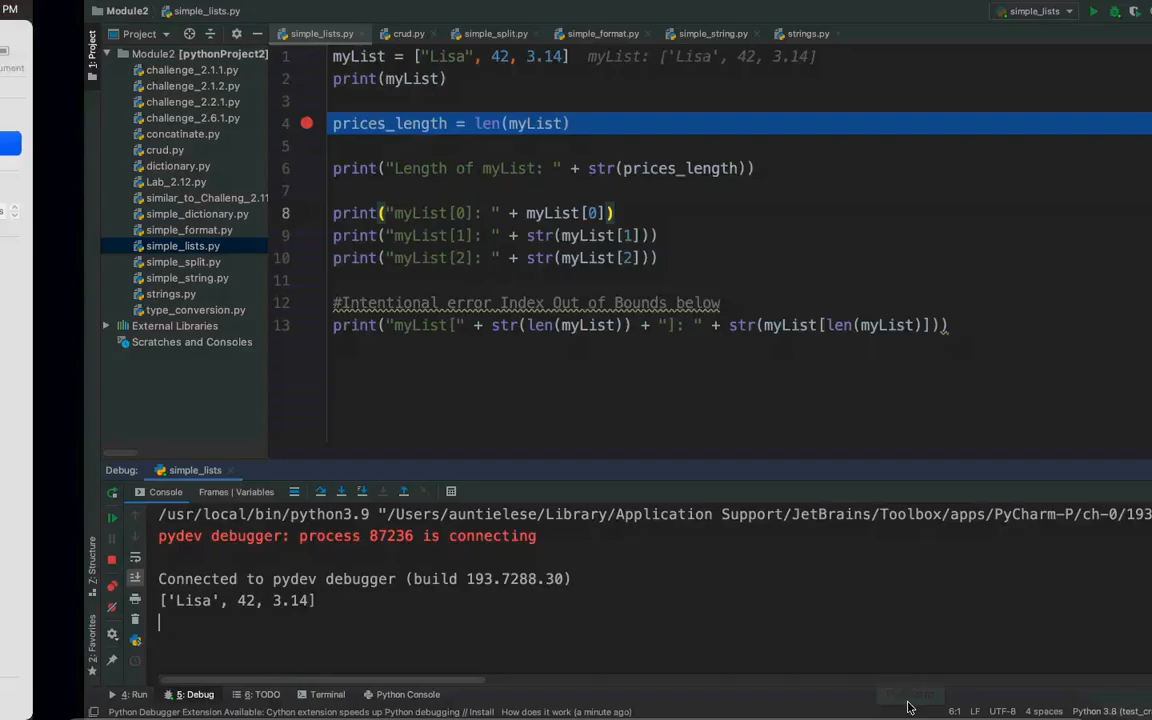 PM
Module2
simple_lists.py
simple_lists
ument
s
Project
simple_lists.py
crud.py
simple_split.py
simple_format.py
simple_string.py
strings.py
1: Project
Module2 [pythonProject2]
challenge_2.1.1.py
challenge_2.1.2.py
challenge_2.2.1.py
challenge_2.6.1.py
concatinate.py
crud.py
dictionary.py
Lab_2.12.py
similar_to_Challeng_2.11
simple_dictionary.py
simple_format.py
simple_lists.py
simple_split.py
simple_string.py
strings.py
type_conversion.py
External Libraries
Scratches and Consoles
1 myList = ["Lisa", 42, 3.14] myList: ['Lisa', 42, 3.14]
2 print(myList)
3
4 prices_length = len(myList)
5
6 print("Length of myList: " + str(prices_length))
7
8 print("myList[0]: " + myList[0])
9 print("myList[1]: " + str(myList[1]))
10 print("myList[2]: " + str(myList[2]))
11
12 #Intentional error Index Out of Bounds below
13 print("myList[" + str(len(myList)) + "]: " + str(myList[len(myList)]))
Debug:
simple_lists
Console
Frames | Variables
/usr/local/bin/python3.9 "/Users/auntielese/Library/Application Support/JetBrains/Toolbox/apps/PyCharm-P/ch-0/193
pydev debugger: process 87236 is connecting
Connected to pydev debugger (build 193.7288.30)
['Lisa', 42, 3.14]
Z: Structure
2: Favorites
4: Run
5: Debug
6: TODO
Terminal
Python Console
Python Debugger Extension Available: Cython extension speeds up Python debugging // Install How does it work (a minute ago)
6:1 LF UTF-8 4 spaces Python 3.8 (test_cr